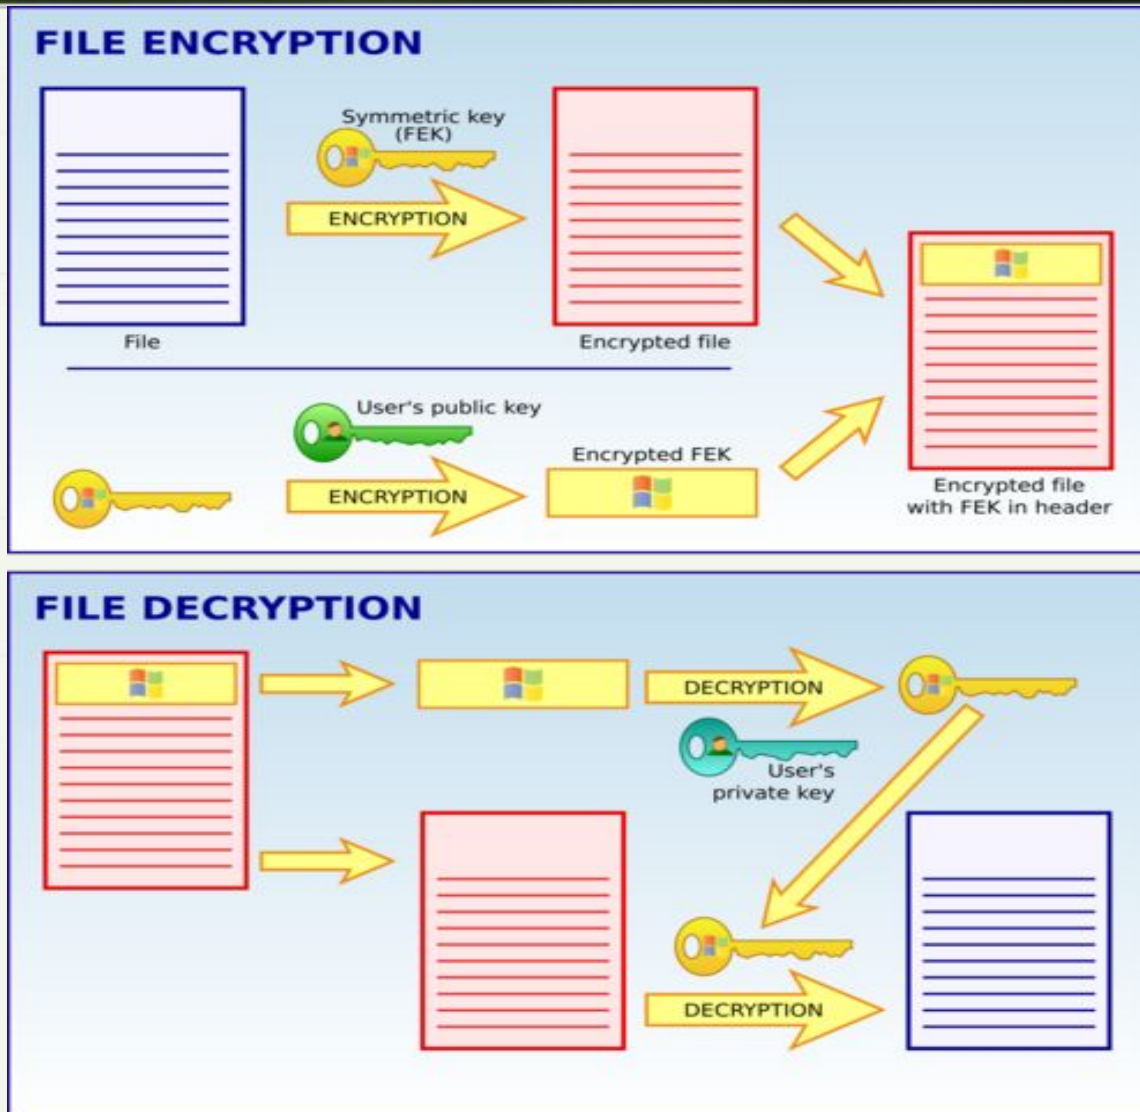 FILE ENCRYPTION
Symmetric key
(FEK)
ENCRYPTION
File
Encrypted file
User's public key
ENCRYPTION
Encrypted FEK
Encrypted file
with FEK in header
FILE DECRYPTION
DECRYPTION
User's
private key
DECRYPTION